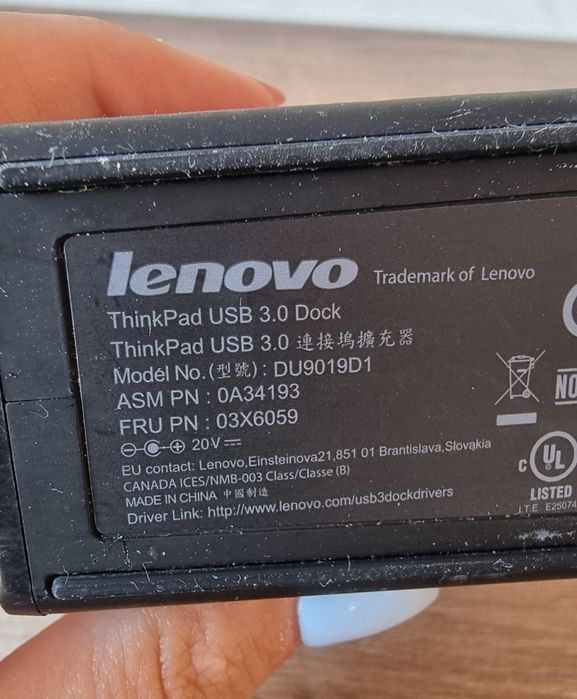 lenovo Trademark of Lenovo
ThinkPad USB 3.0 Dock
ThinkPad USB 3.0 連接塢擴充器
Model No.(型號) : DU9019D1
ASM PN : 0A34193
FRU PN : 03X6059
20V
EU contact: Lenovo,Einsteinova21,851 01 Brantislava,Slovakia
CANADA ICES/NMB-003 Class/Classe (B)
MADE IN CHINA 中國制造
Driver Link: http://www.lenovo.com/usb3dockdrivers
NO
c UL
LISTED
I.T.E E25074